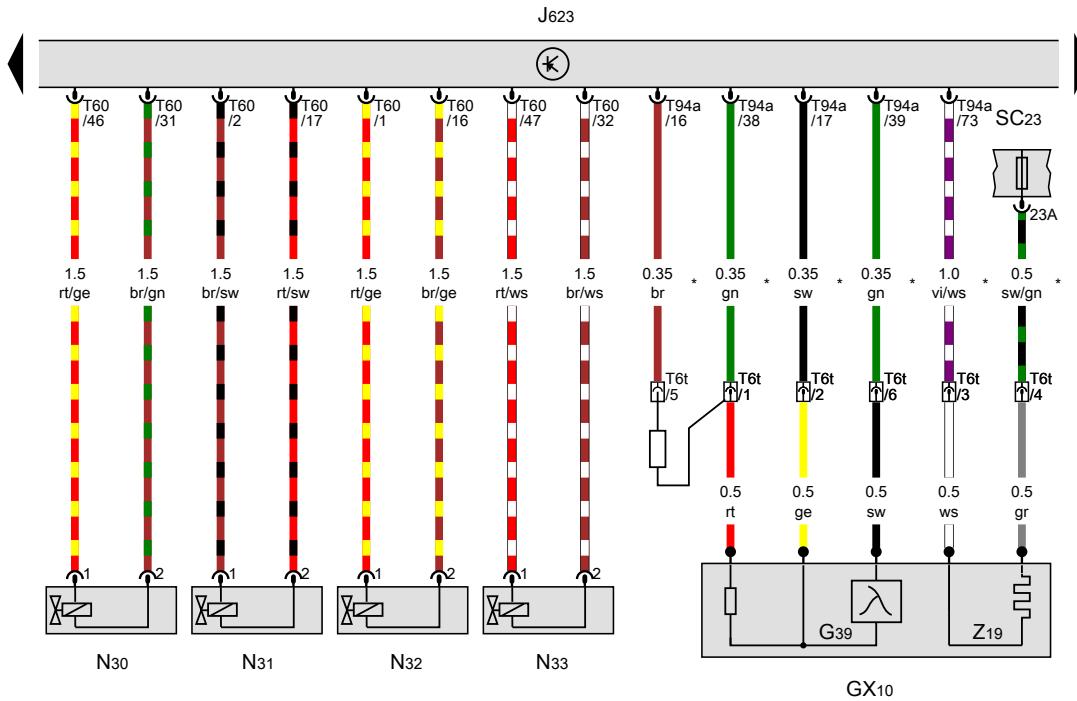 J623
T60 T60 T60 T60 T60 T60 T60 T60 T94a T94a T94a T94a T94a SC23
/46 /31 /2 /17 /1 /16 /47 /32 /16 /38 /17 /39 /73
23A
1.5 1.5 1.5 1.5 1.5 1.5 1.5 1.5 0.35 0.35 0.35 0.35 1.0 0.5
* * * * * *
rt/ge br/gn br/sw rt/sw rt/ge br/ge rt/ws br/ws br gn sw gn vi/ws sw/gn
T6t T6t T6t T6t T6t T6t
/5 /1 /2 /6 /3 /4
0.5 0.5 0.5 0.5 0.5
rt ge sw ws gr
1 2 1 2 1 2 1 2
G39 Z19
N30 N31 N32 N33
GX10